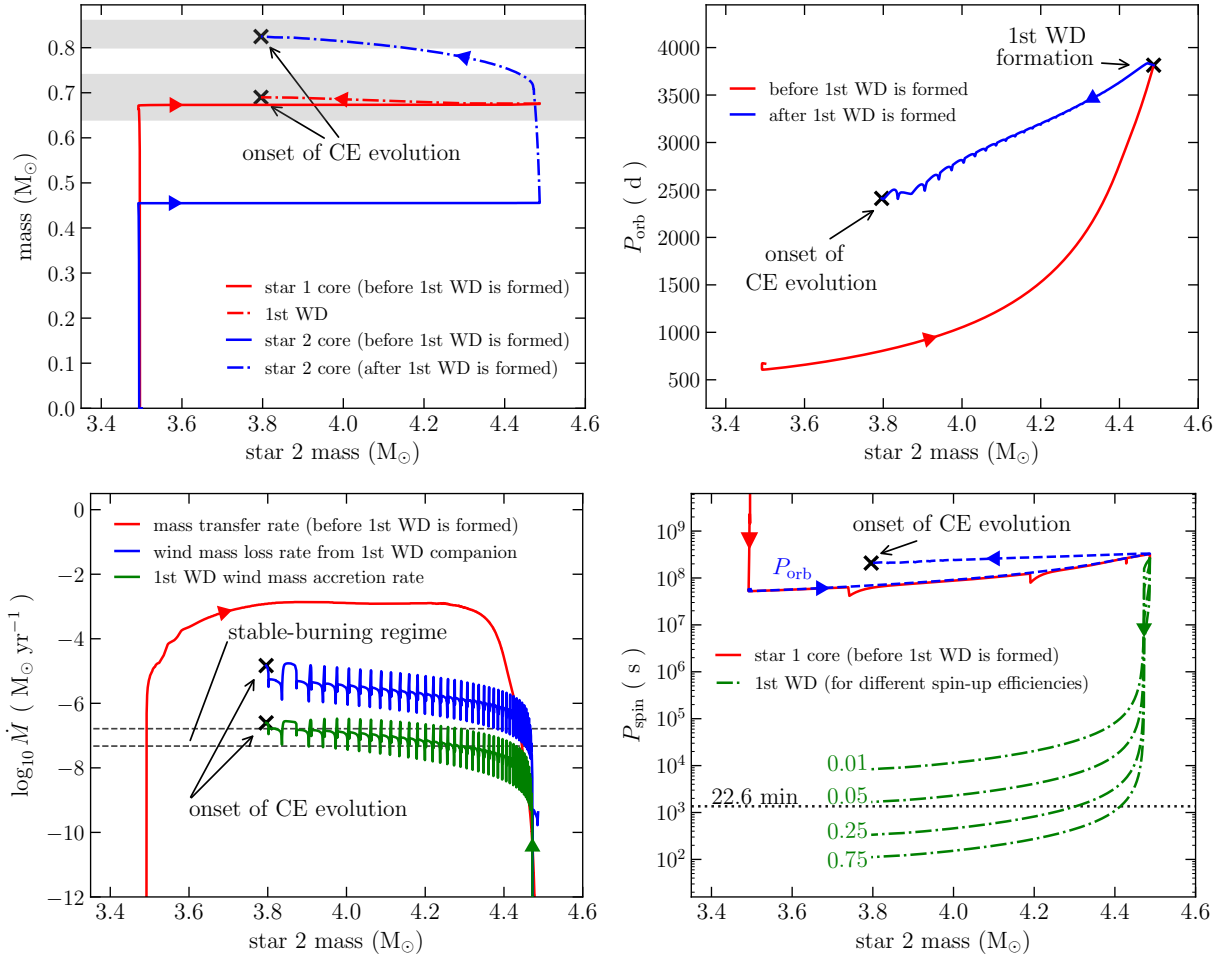 0.8
0.7
0.6
0.5
0.4
0.3
0.2
0.1
0.0
mass (M⊙)
onset of CE evolution
star 1 core (before 1st WD is formed)
1st WD
star 2 core (before 1st WD is formed)
star 2 core (after 1st WD is formed)
3.4 3.6 3.8 4.0 4.2 4.4 4.6
star 2 mass (M⊙)
4000
3500
3000
2500
2000
1500
1000
500
P_orb ( d )
1st WD
formation
before 1st WD is formed
after 1st WD is formed
onset of
CE evolution
3.4 3.6 3.8 4.0 4.2 4.4 4.6
star 2 mass (M⊙)
0
−2
−4
−6
−8
−10
−12
log₁₀ Ṁ ( M⊙ yr⁻¹ )
mass transfer rate (before 1st WD is formed)
wind mass loss rate from 1st WD companion
1st WD wind mass accretion rate
stable-burning regime
onset of CE evolution
3.4 3.6 3.8 4.0 4.2 4.4 4.6
star 2 mass (M⊙)
10⁹
10⁸
10⁷
10⁶
10⁵
10⁴
10³
10²
P_spin ( s )
onset of CE evolution
P_orb
star 1 core (before 1st WD is formed)
1st WD (for different spin-up efficiencies)
0.01
0.05
22.6 min
0.25
0.75
3.4 3.6 3.8 4.0 4.2 4.4 4.6
star 2 mass (M⊙)